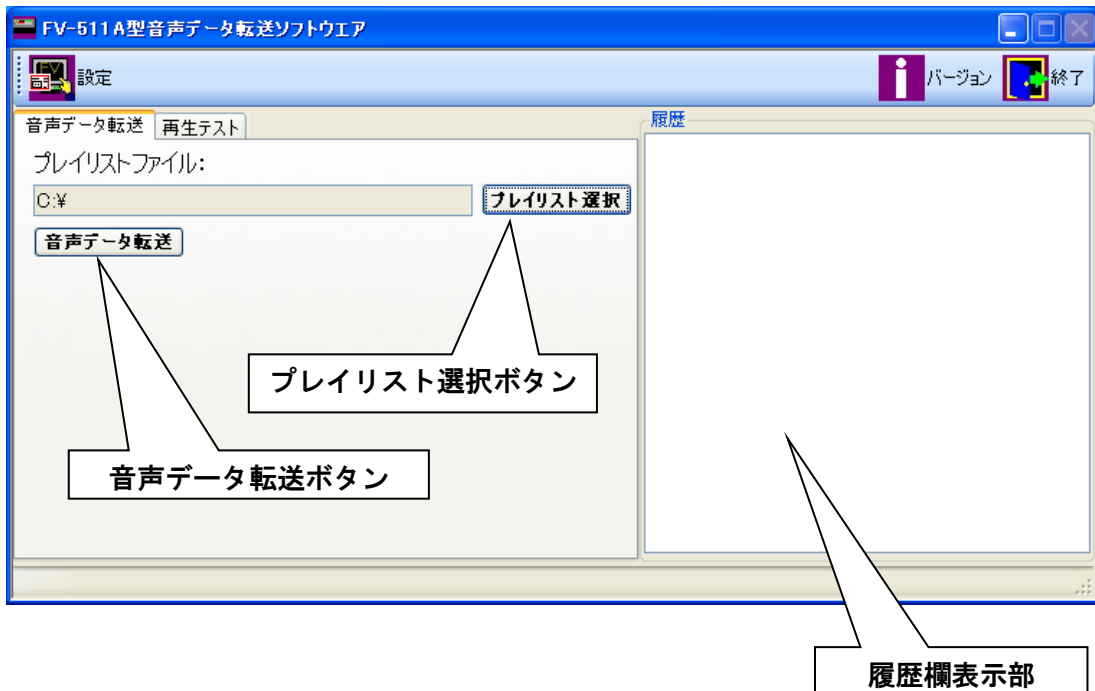 FV-511A型音声データ転送ソフトウエア
設定
バージョン
終了
音声データ転送
再生テスト
履歴
プレイリストファイル:
C:¥
プレイリスト選択
音声データ転送
プレイリスト選択ボタン
音声データ転送ボタン
履歴欄表示部